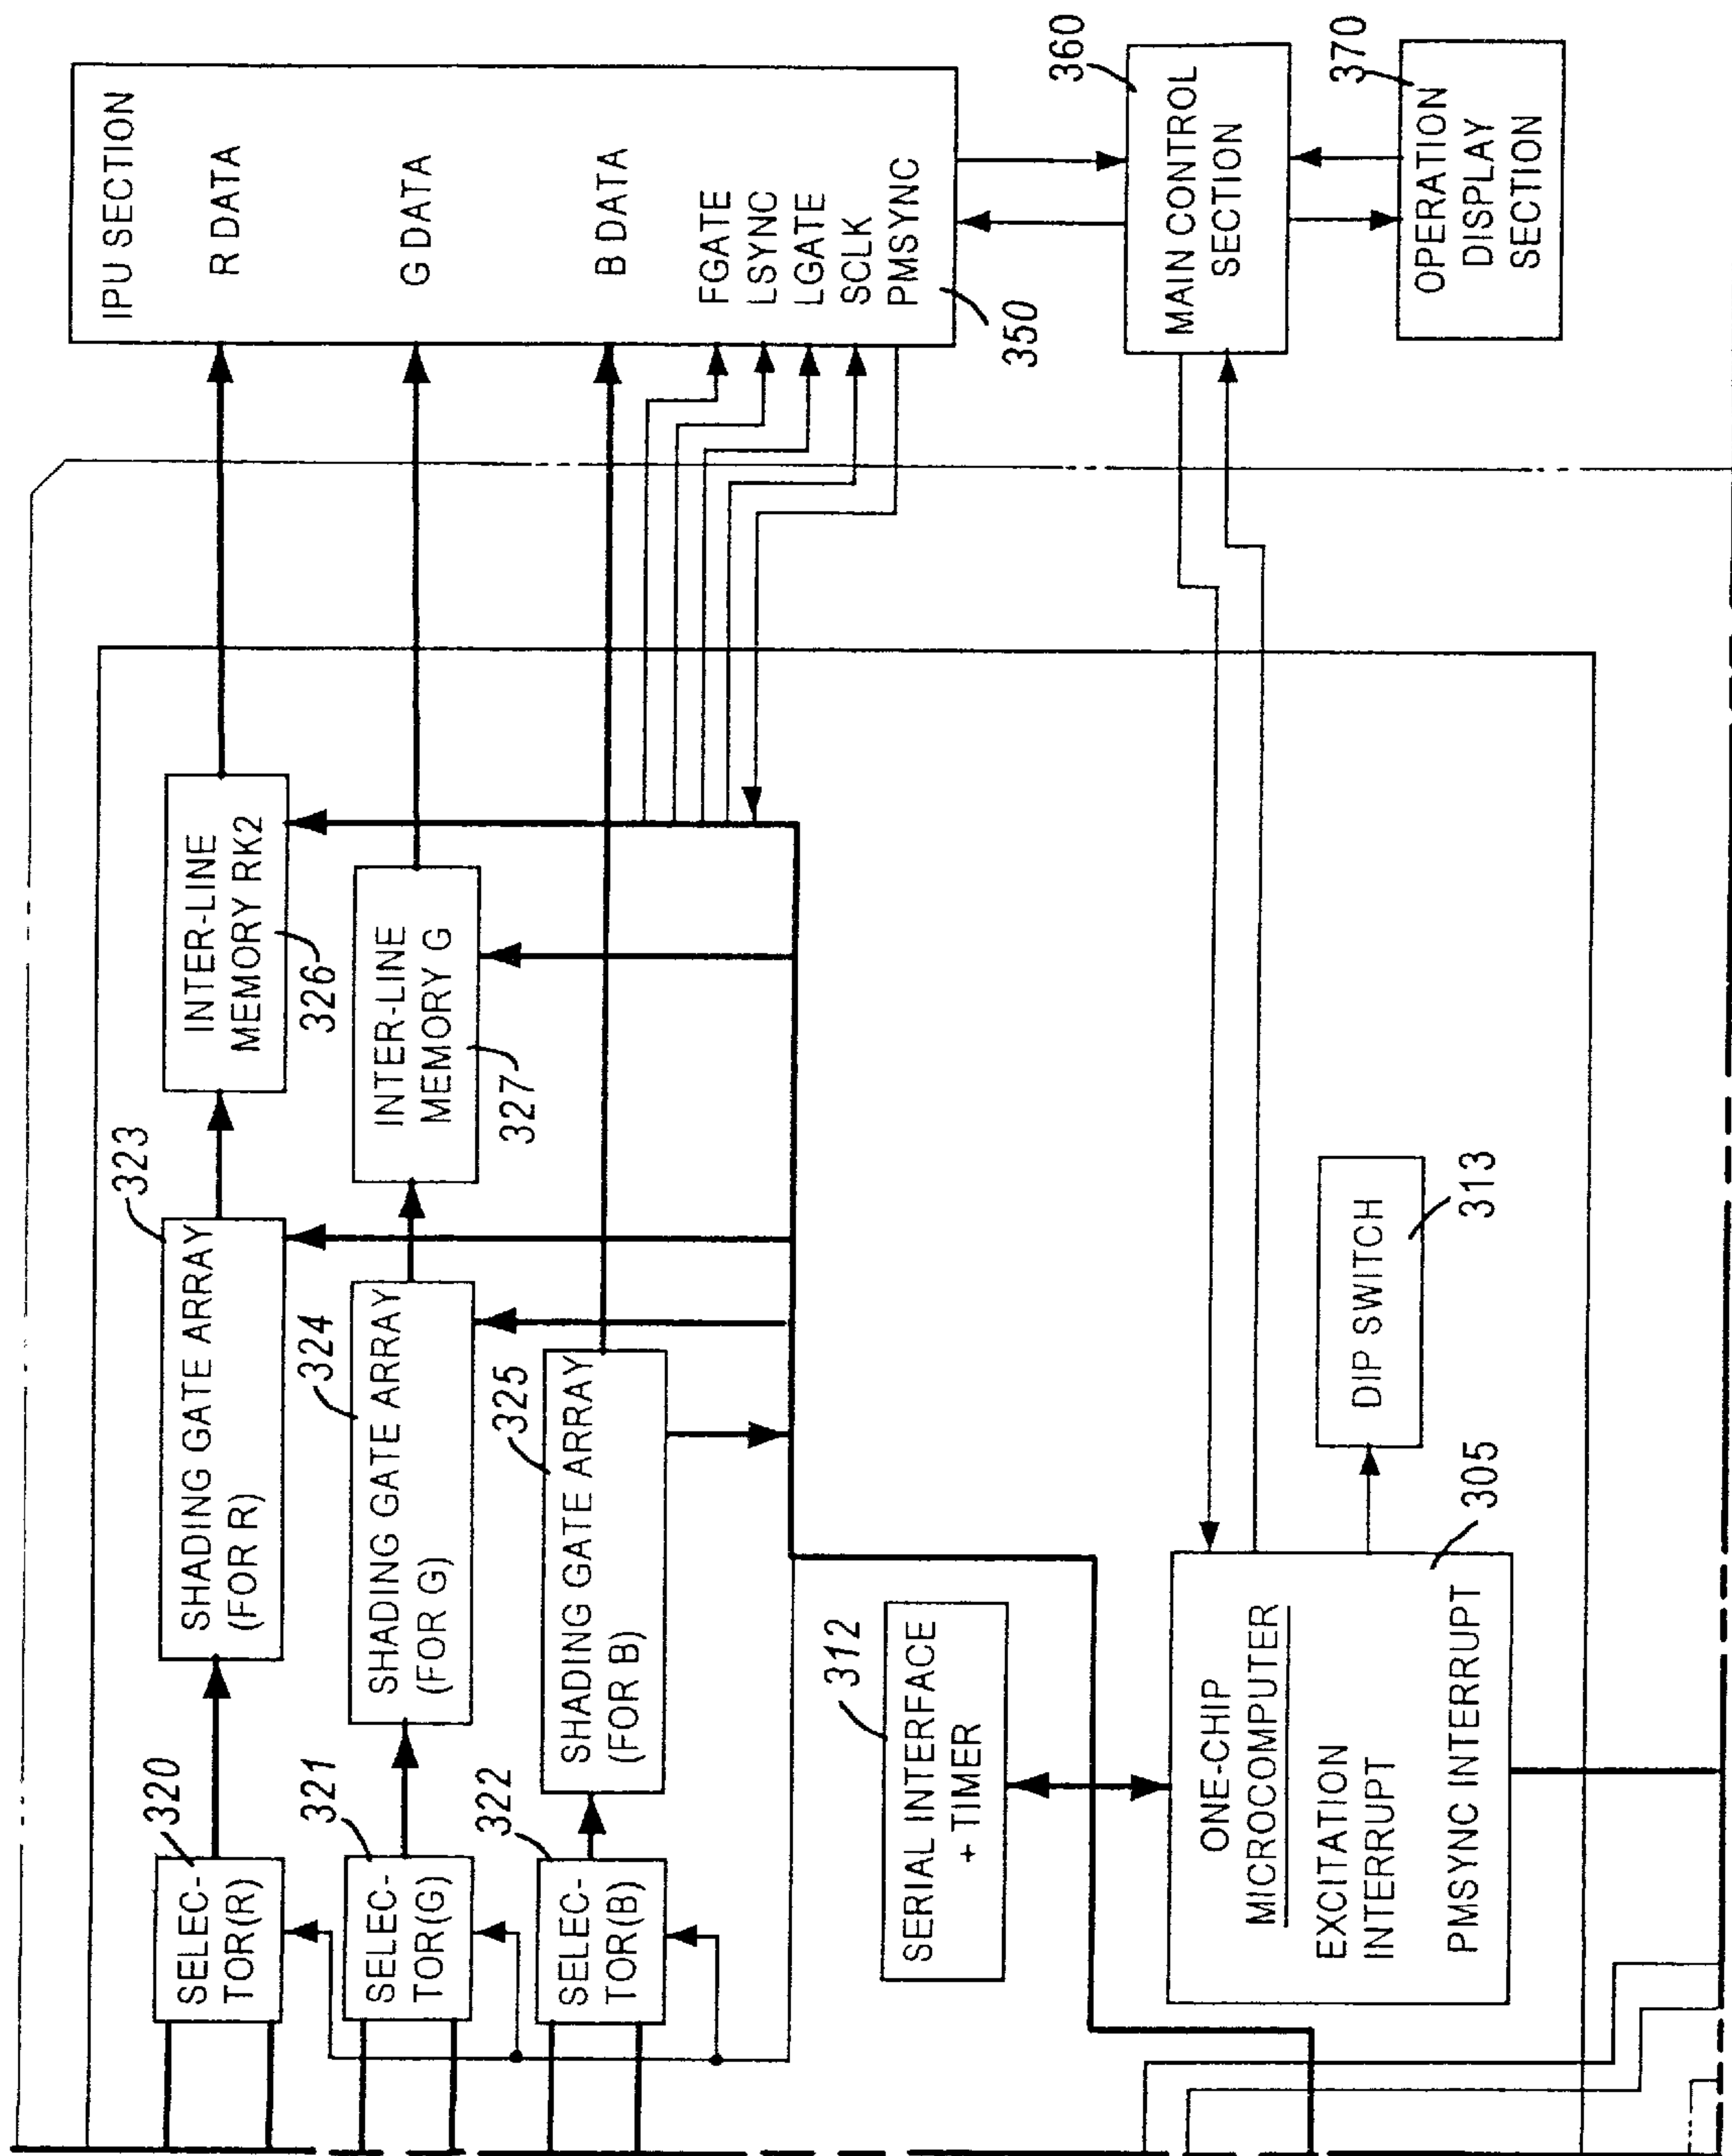 320
SELEC-
TOR(R)
323
SHADING GATE ARRAY
(FOR R)
INTER-LINE
MEMORY RK2
326
321
SELEC-
TOR(G)
324
SHADING GATE ARRAY
(FOR G)
INTER-LINE
MEMORY G
327
322
SELEC-
TOR(B)
325
SHADING GATE ARRAY
(FOR B)
IPU SECTION
R DATA
G DATA
B DATA
FGATE
LSYNC
LGATE
SCLK
PMSYNC
350
312
SERIAL INTERFACE
+ TIMER
ONE-CHIP
MICROCOMPUTER
EXCITATION
INTERRUPT
PMSYNC INTERRUPT
305
DIP SWITCH
313
360
MAIN CONTROL
SECTION
370
OPERATION
DISPLAY
SECTION